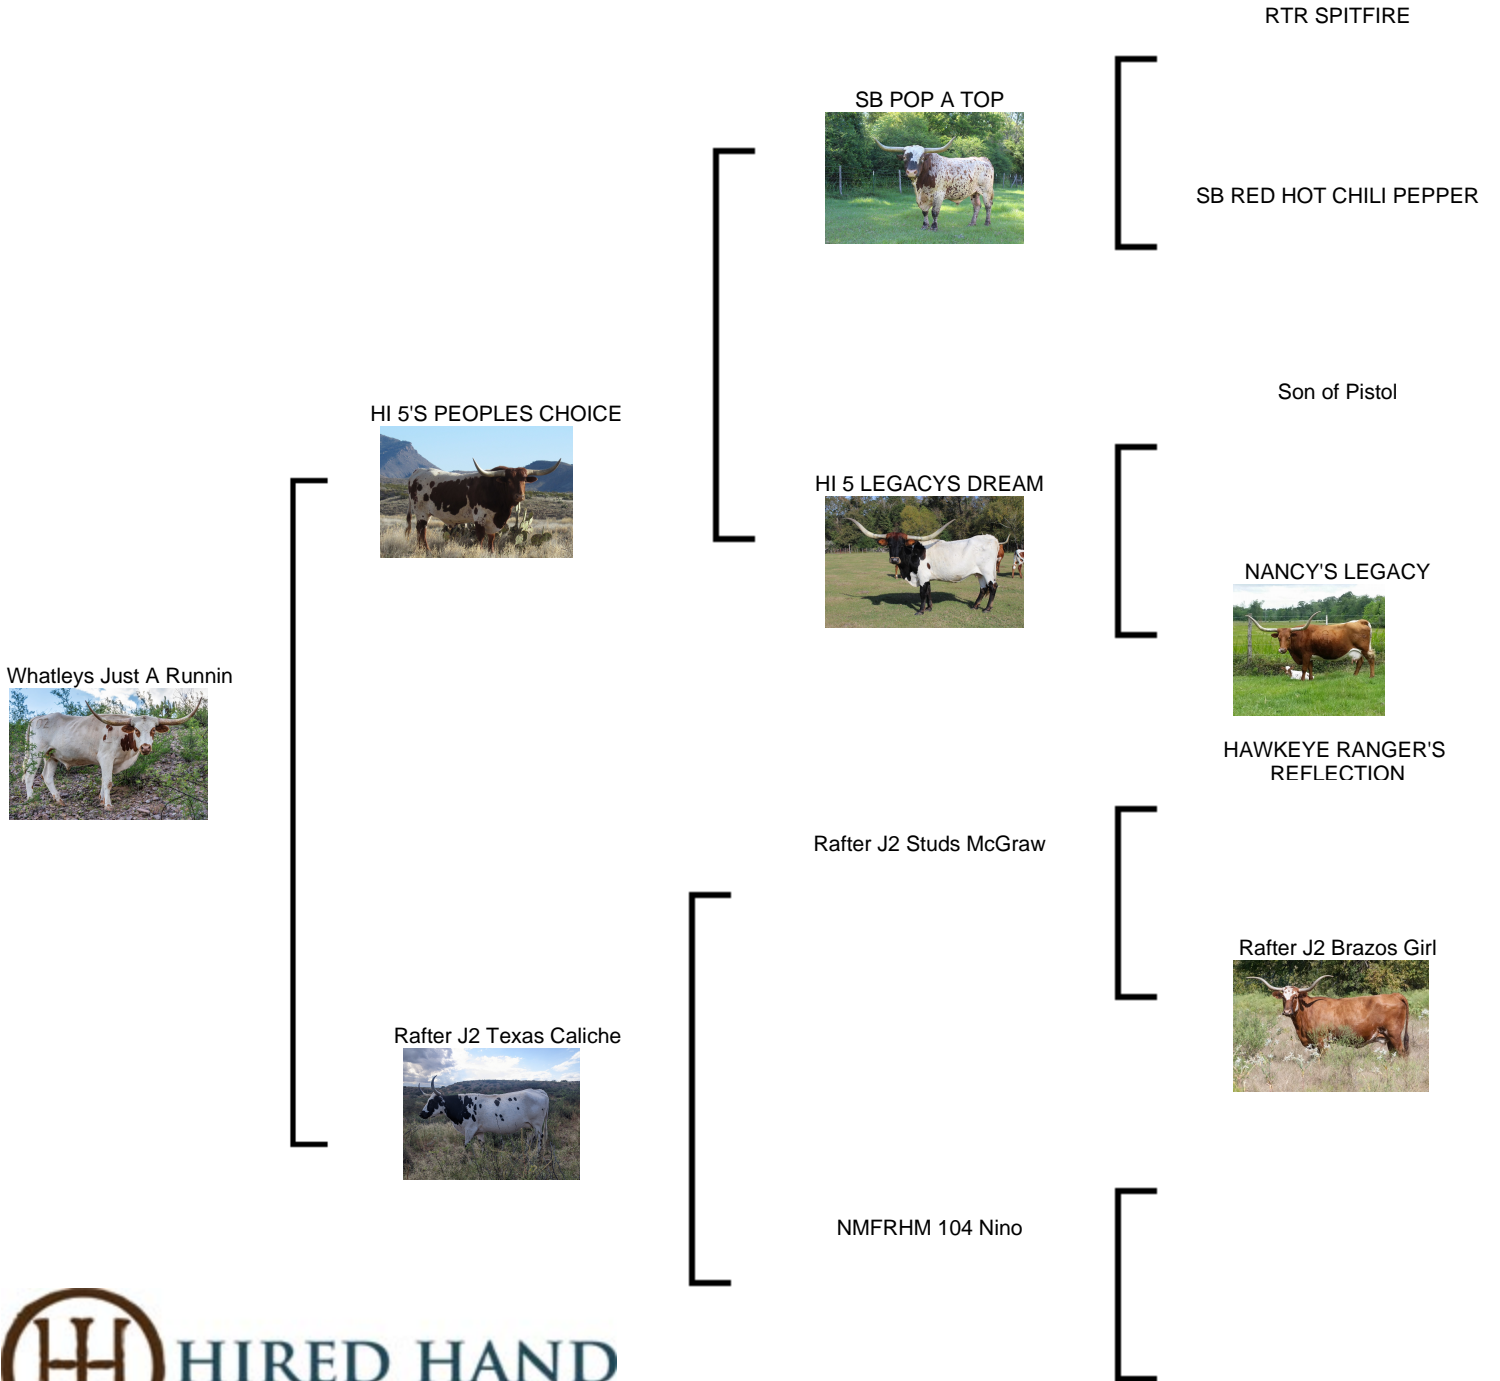 RTR SPITFIRE
SB POP A TOP
SB RED HOT CHILI PEPPER
Son of Pistol
HI 5'S PEOPLES CHOICE
HI 5 LEGACYS DREAM
NANCY'S LEGACY
Whatleys Just A Runnin
HAWKEYE RANGER'S
REFLECTION
Rafter J2 Studs McGraw
Rafter J2 Brazos Girl
Rafter J2 Texas Caliche
NMFRHM 104 Nino
HIRED HAND